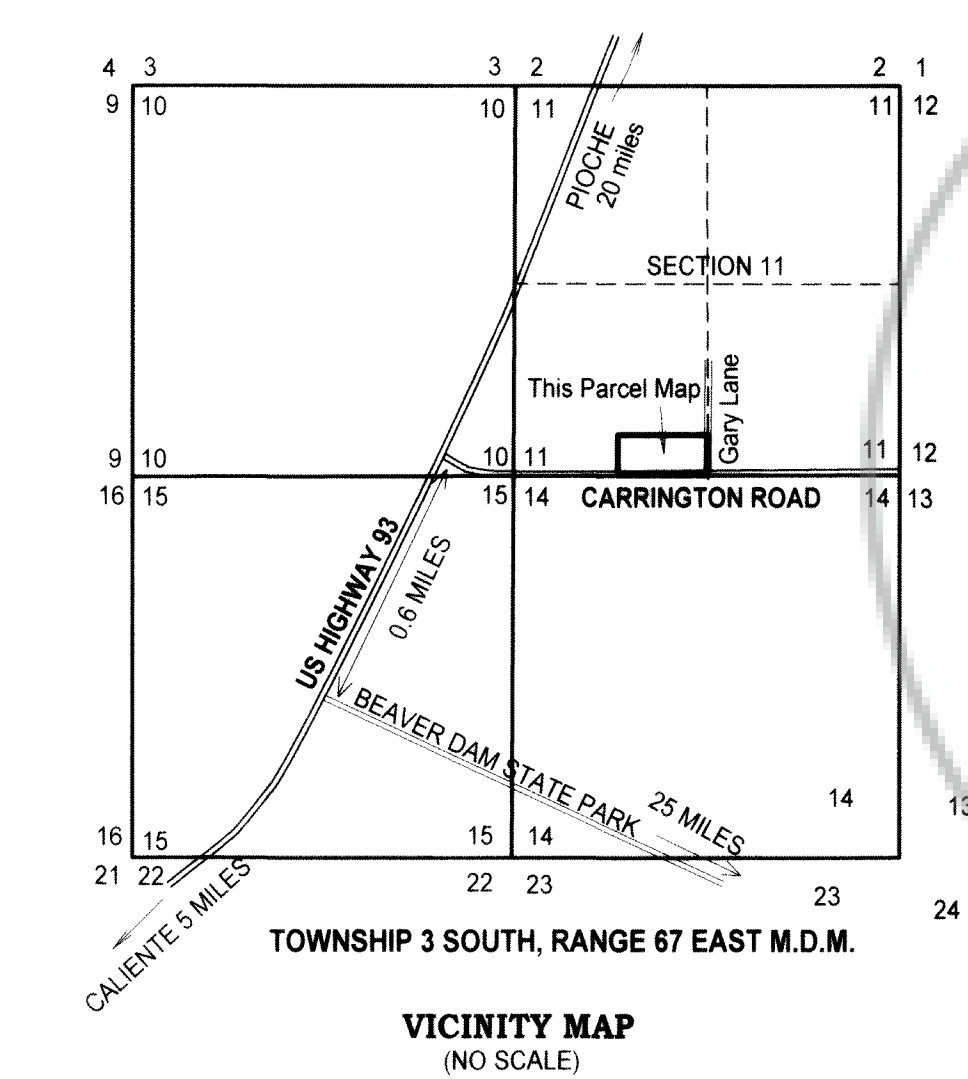 4 3 3 2 2 1
9 10 10 11 11 12
PIOCHE
20 miles
SECTION 11
This Parcel Map
Gary Lane
9 10 10 11 11 12
16 15 15 14 14 13
CARRINGTON ROAD
US HIGHWAY 93
0.6 MILES
BEAVER DAM STATE PARK
25 MILES
14 13
16 15 15 14
21 22 22 23 23 24
CALIENTE 5 MILES
TOWNSHIP 3 SOUTH, RANGE 67 EAST M.D.M.
VICINITY MAP
(NO SCALE)